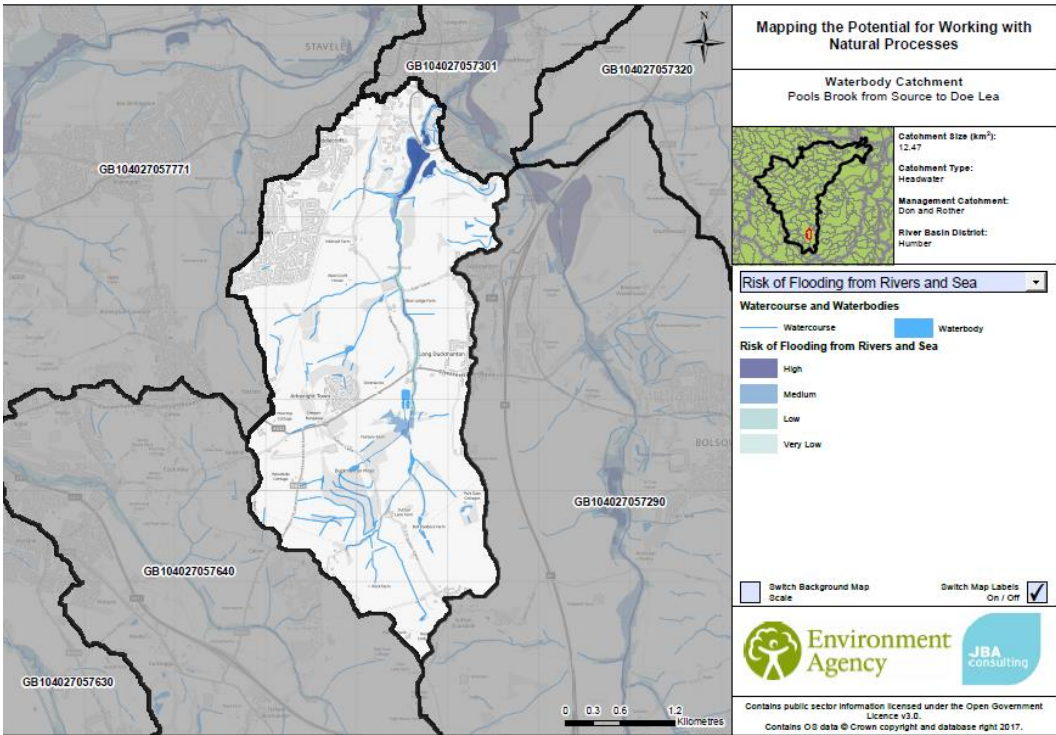 STAVEL
GB104027057301
GB104027057320
N
GB104027057771
Long Duckmanton
Arkwright Town
BOLSO
GB104027057290
GB104027057640
GB104027057630
0 0.3 0.6 1.2
Kilometres
Mapping the Potential for Working with
Natural Processes
Waterbody Catchment
Pools Brook from Source to Doe Lea
Catchment Size (km²):
12.47
Catchment Type:
Headwater
Management Catchment:
Don and Rother
River Basin District:
Humber
Risk of Flooding from Rivers and Sea
Watercourse and Waterbodies
Watercourse
Waterbody
Risk of Flooding from Rivers and Sea
High
Medium
Low
Very Low
Switch Background Map
Scale
Switch Map Labels
On / Off
Environment
Agency
JBA
consulting
Contains public sector information licensed under the Open Government
Licence v3.0.
Contains OS data © Crown copyright and database right 2017.